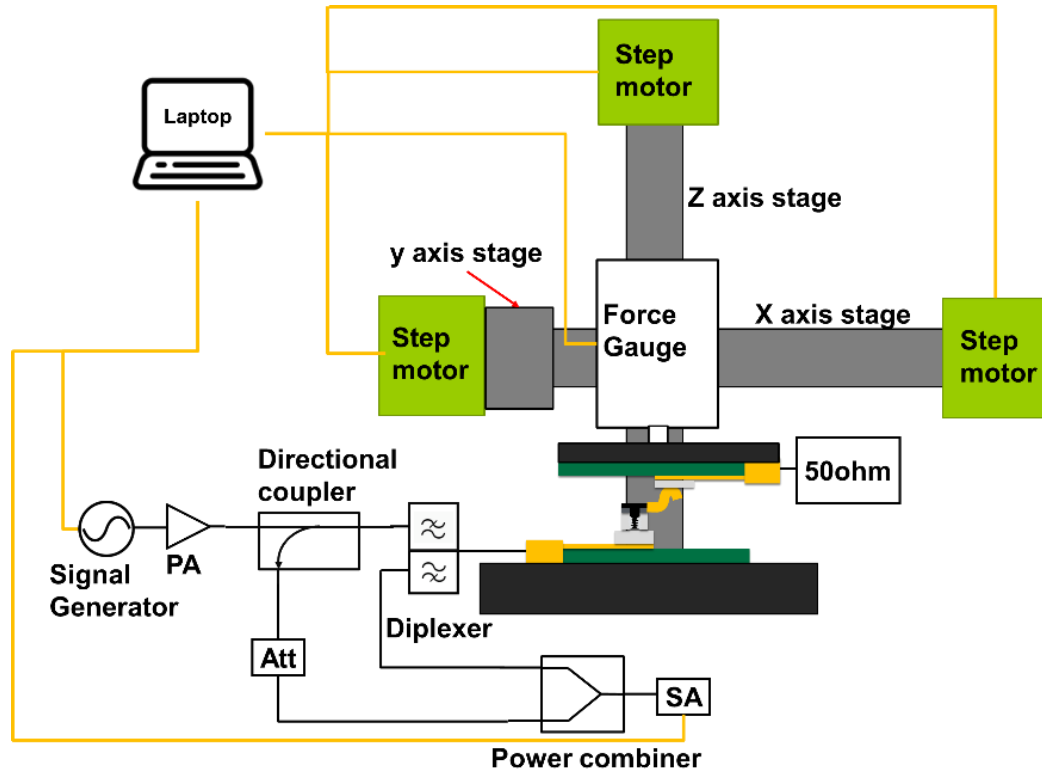 Step
motor
Laptop
Z axis stage
y axis stage
Force
Gauge
X axis stage
Step
motor
Step
motor
Directional
coupler
50ohm
PA
Signal
Generator
Diplexer
Att
SA
Power combiner